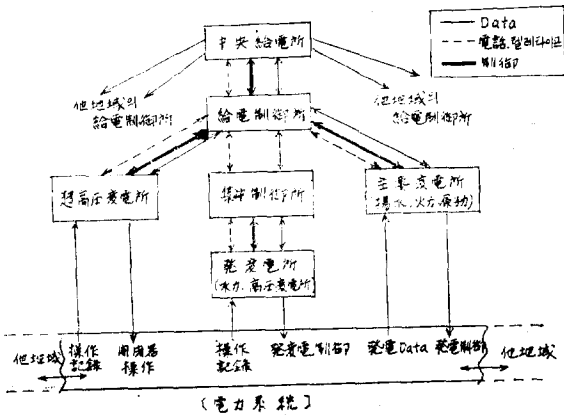 Data
電話, 텔레타이프
制御
中央給電所
他地域의
給電制御所
給電制御所
他地域의
給電制御所
超高圧変電所
集中制御所
主要変電所
(揚水, 火力, 原動)
発変電所
(水力, 高圧変電所)
他地域
操作
記録
開閉器
操作
操作
記録
発変電制御
発電Data
発電制御
他地域
(電力系統)